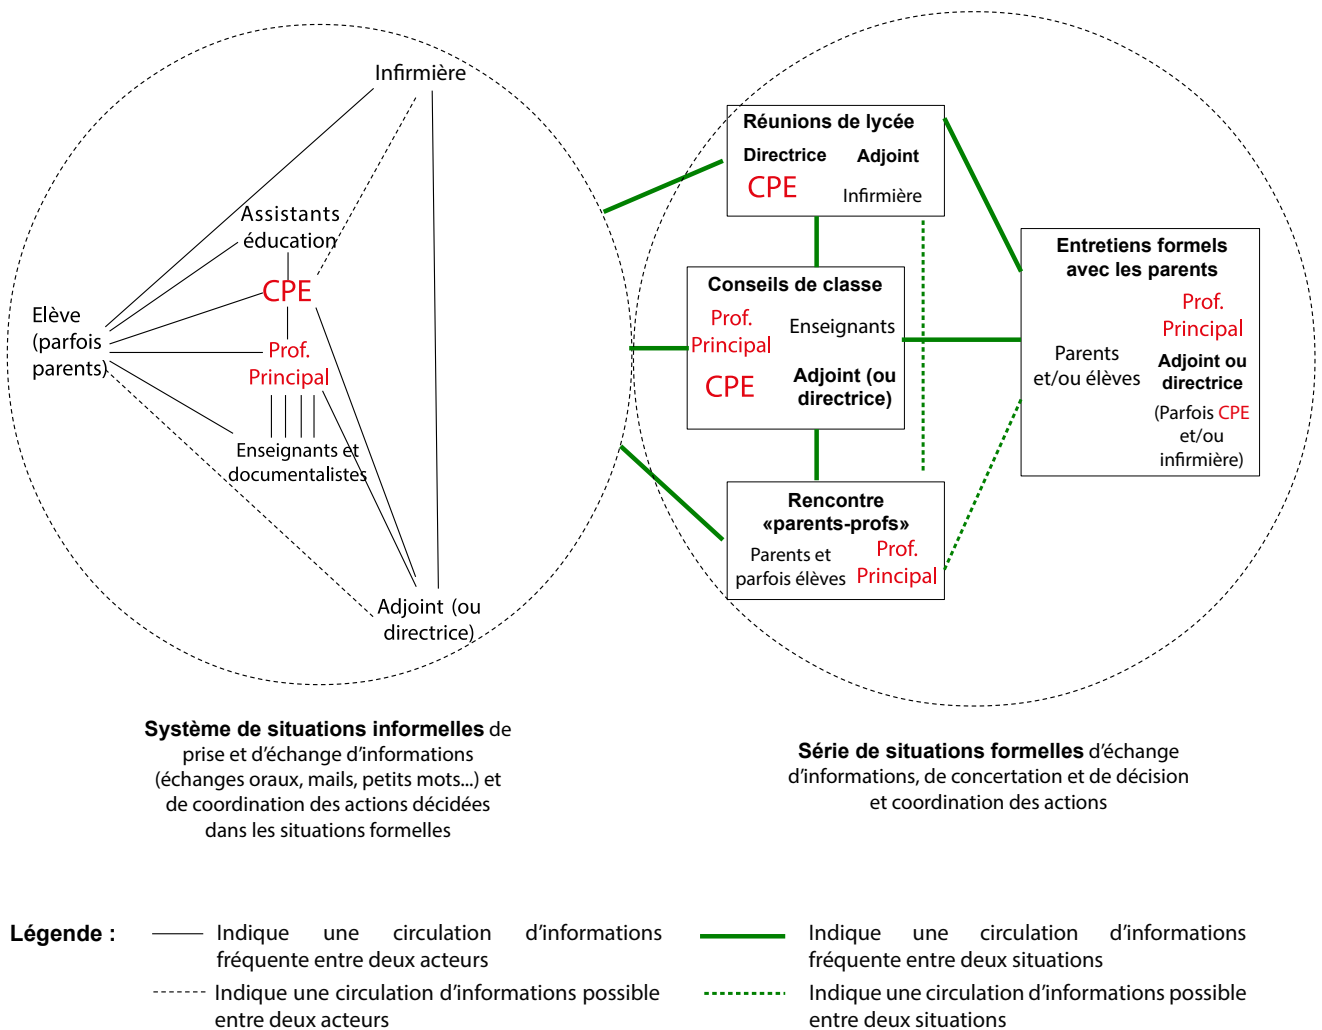 Infirmière
Assistants
éducation
CPE
Elève
(parfois
parents)
Prof.
Principal
Enseignants et
documentalistes
Adjoint (ou
directrice)
Réunions de lycée
Directrice Adjoint
CPE Infirmière
Conseils de classe
Prof.
Principal
Enseignants
CPE
Adjoint (ou
directrice)
Rencontre
«parents-profs»
Parents et
parfois élèves
Prof.
Principal
Entretiens formels
avec les parents
Prof.
Principal
Parents
et/ou élèves
Adjoint ou
directrice
(Parfois CPE
et/ou
infirmière)
Système de situations informelles de
prise et d'échange d'informations
(échanges oraux, mails, petits mots...) et
de coordination des actions décidées
dans les situations formelles
Série de situations formelles d'échange
d'informations, de concertation et de décision
et coordination des actions
Légende :
Indique une circulation d'informations
fréquente entre deux acteurs
Indique une circulation d'informations possible
entre deux acteurs
Indique une circulation d'informations
fréquente entre deux situations
Indique une circulation d'informations possible
entre deux situations